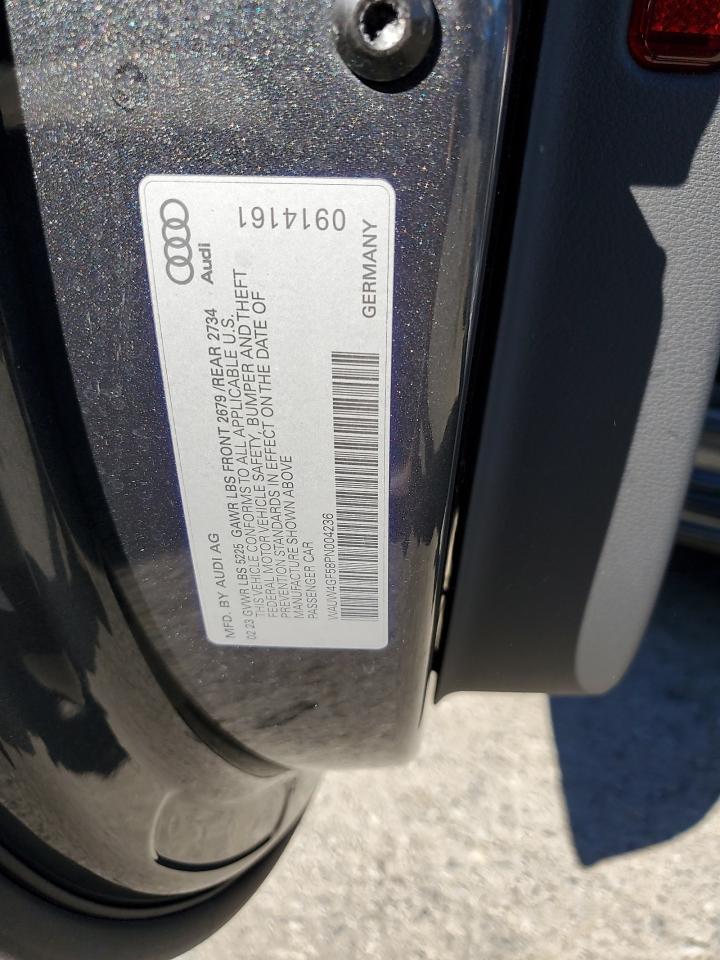 Audi
0914161
MFD. BY AUDI AG
02 23 GVWR LBS 5225 GAWR LBS FRONT 2679 /REAR 2734
THIS VEHICLE CONFORMS TO ALL APPLICABLE U.S.
FEDERAL MOTOR VEHICLE SAFETY, BUMPER AND THEFT
PREVENTION STANDARDS IN EFFECT ON THE DATE OF
MANUFACTURE SHOWN ABOVE
PASSENGER CAR
WAUW4GF58PN004236
GERMANY